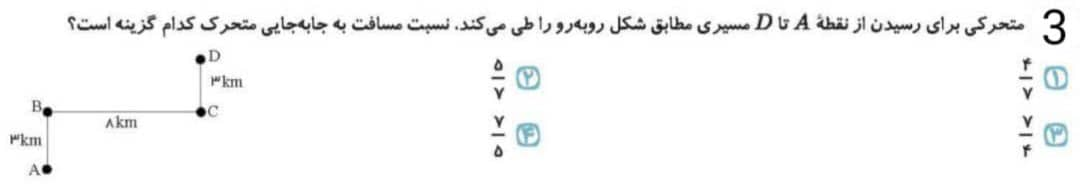 3 متحرکی برای رسیدن از نقطهٔ A تا D مسیری مطابق شکل روبه‌رو را طی می‌کند. نسبت مسافت به جابه‌جایی متحرک کدام گزینه است؟
۱) ۴/۷
۲) ۵/۷
۳) ۷/۴
۴) ۷/۵
D
۳km
C
B
۸km
۳km
A